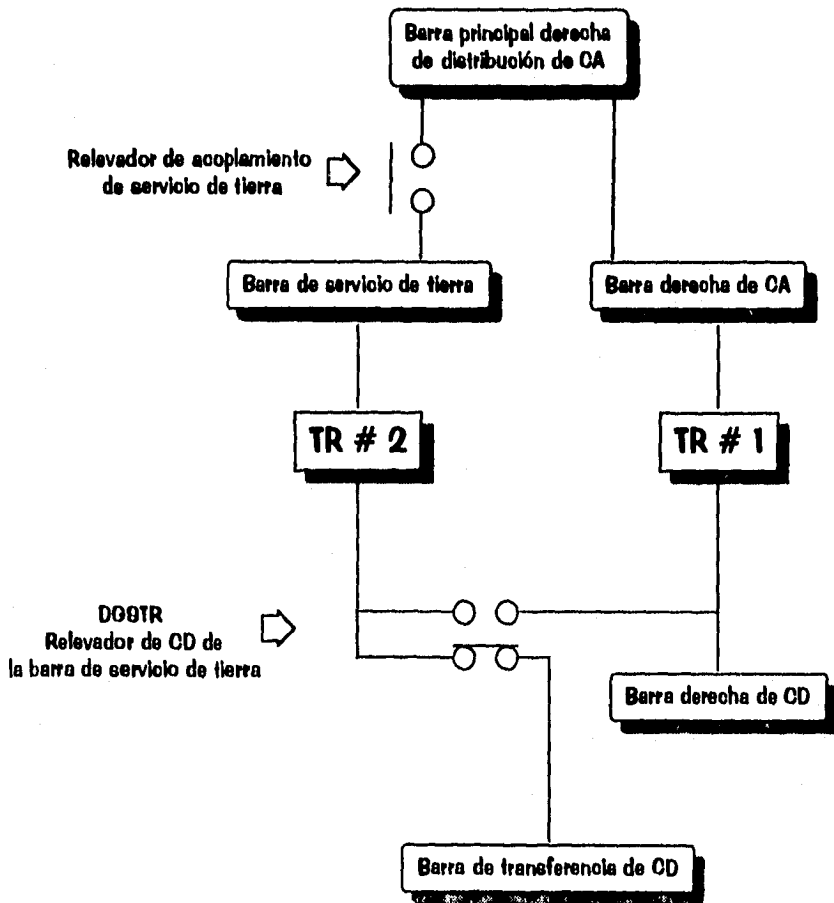 Barra principal derecha
de distribución de CA
Relevador de acoplamiento
de servicio de tierra
Barra de servicio de tierra
Barra derecha de CA
TR # 2
TR # 1
DGSTR
Relevador de CD de
la barra de servicio de tierra
Barra derecha de CD
Barra de transferencia de CD